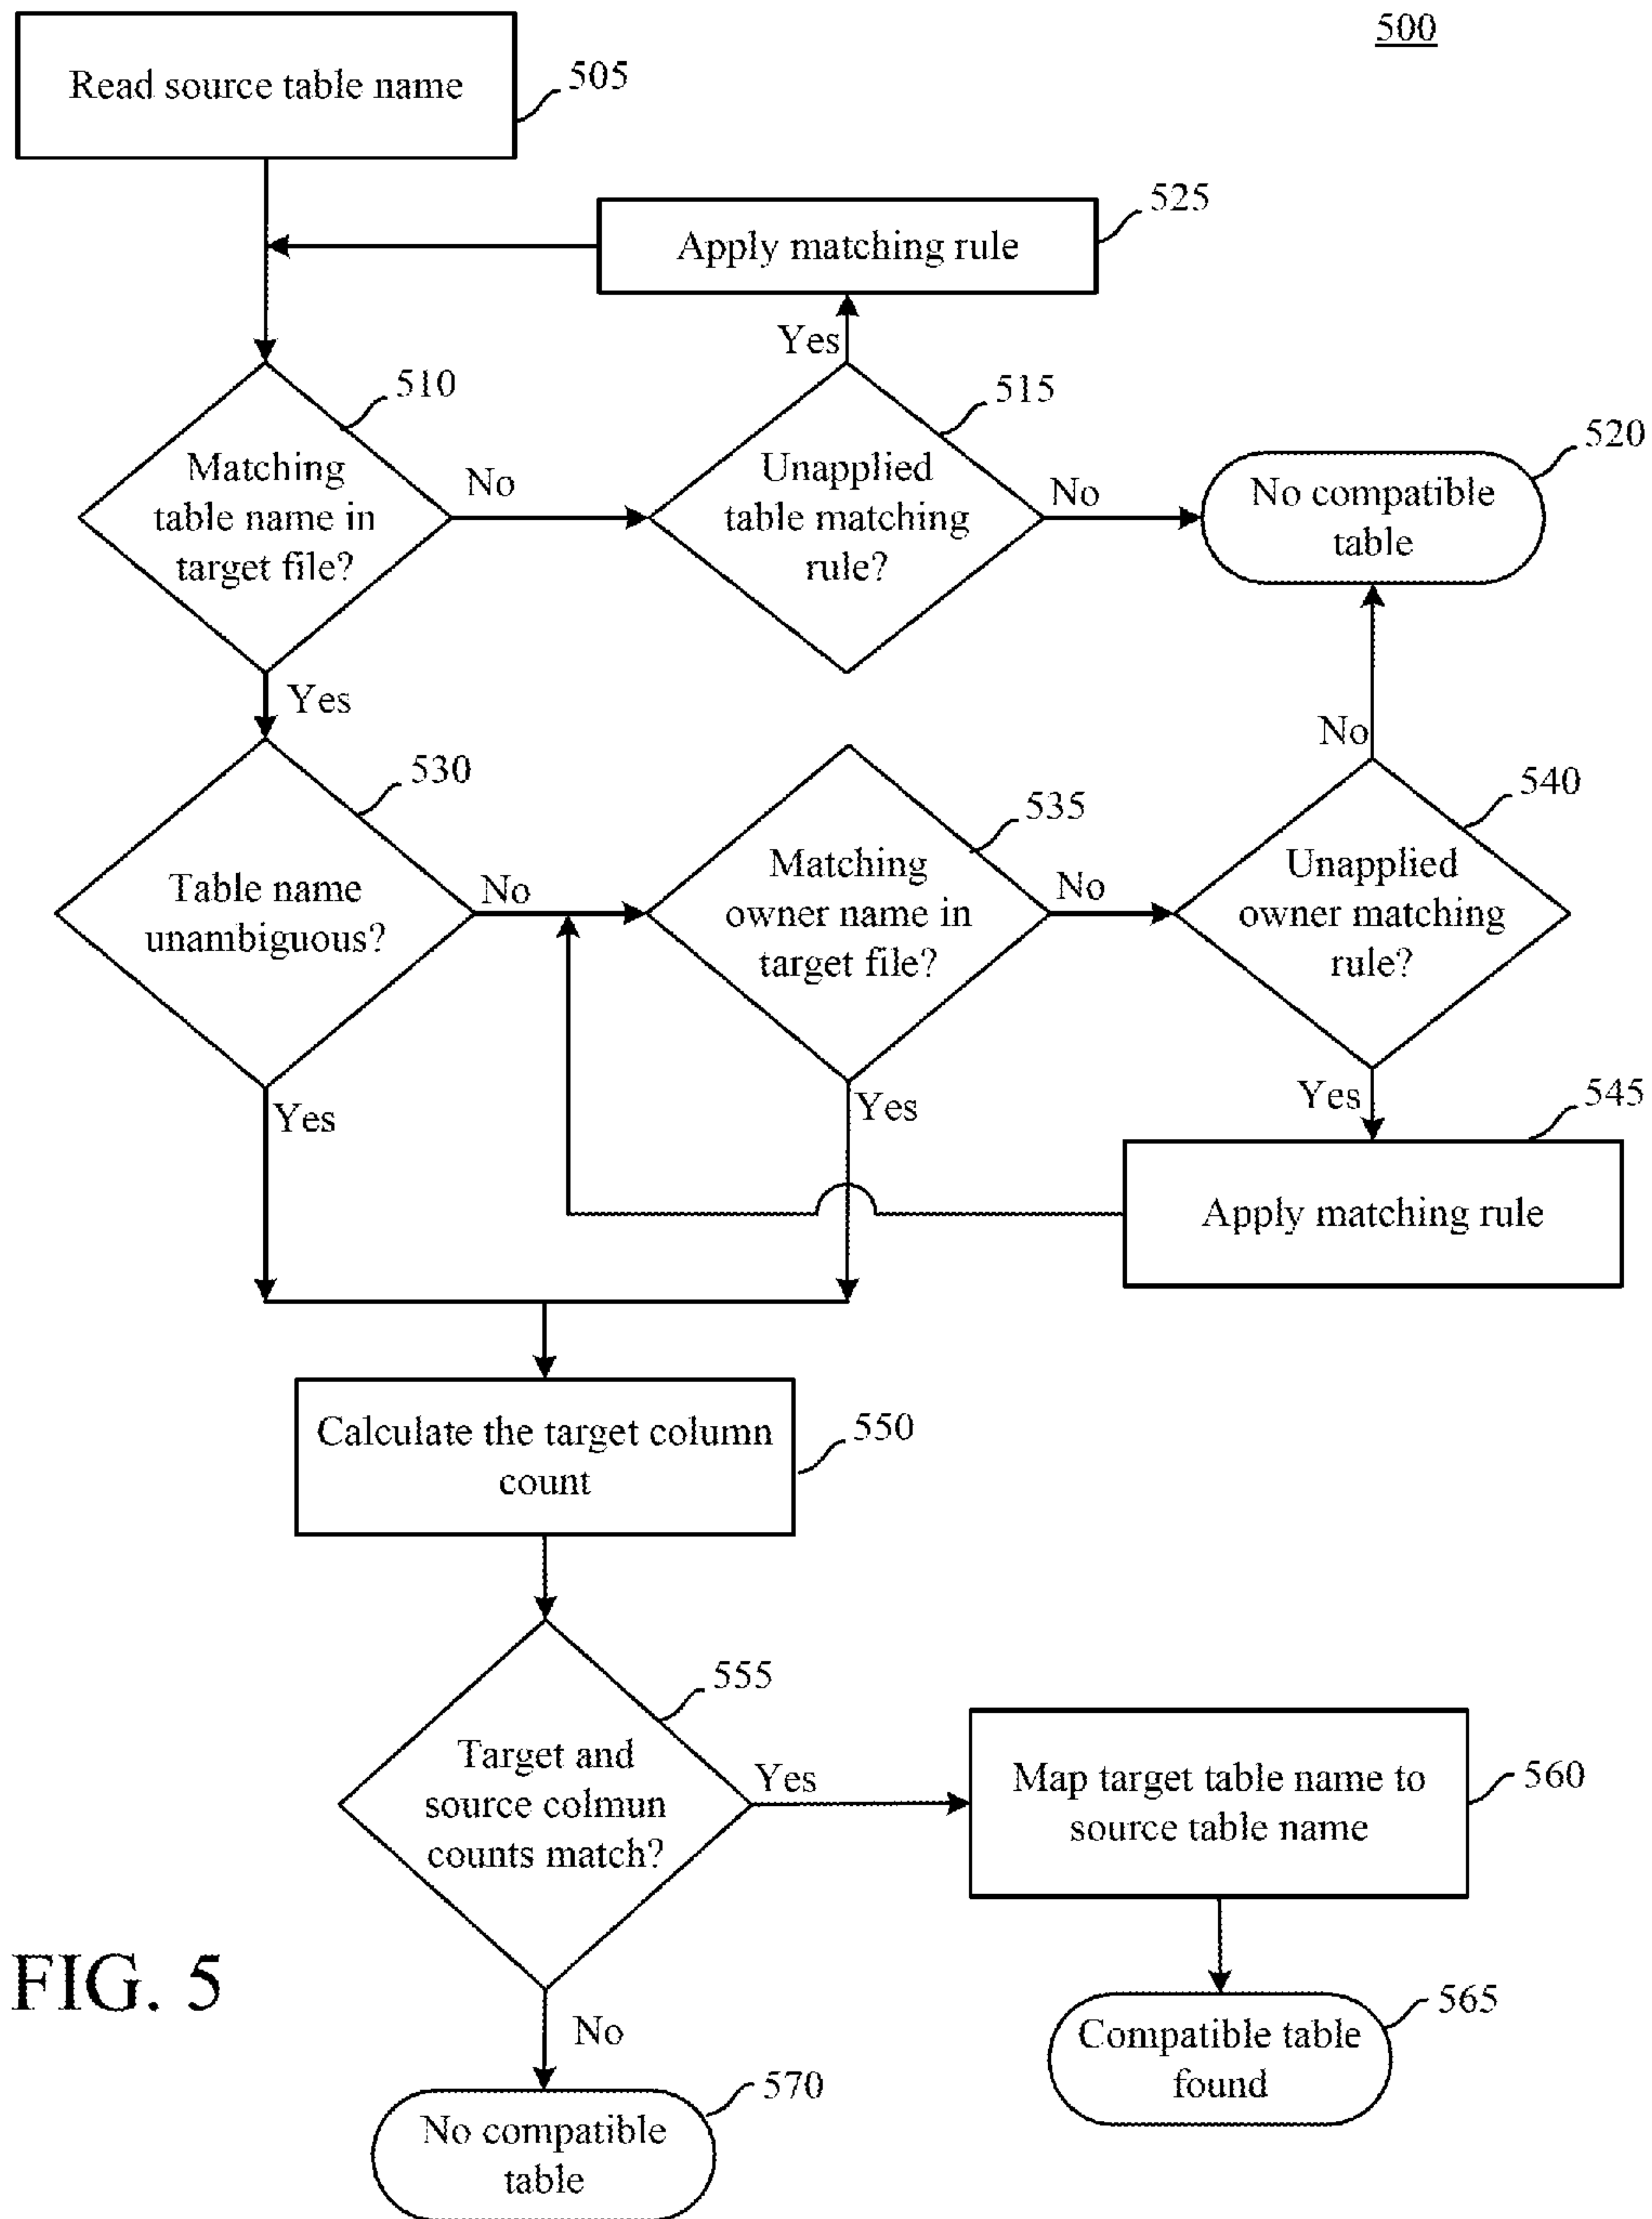 500
Read source table name
505
525
Apply matching rule
Yes
510
515
520
Matching
table name in
target file?
No
Unapplied
table matching
rule?
No
No compatible
table
Yes
No
530
535
540
Table name
unambiguous?
No
Matching
owner name in
target file?
No
Unapplied
owner matching
rule?
Yes
Yes
Yes
545
Apply matching rule
Calculate the target column
count
550
555
Target and
source colmun
counts match?
Yes
Map target table name to
source table name
560
FIG. 5
No
565
Compatible table
found
570
No compatible
table